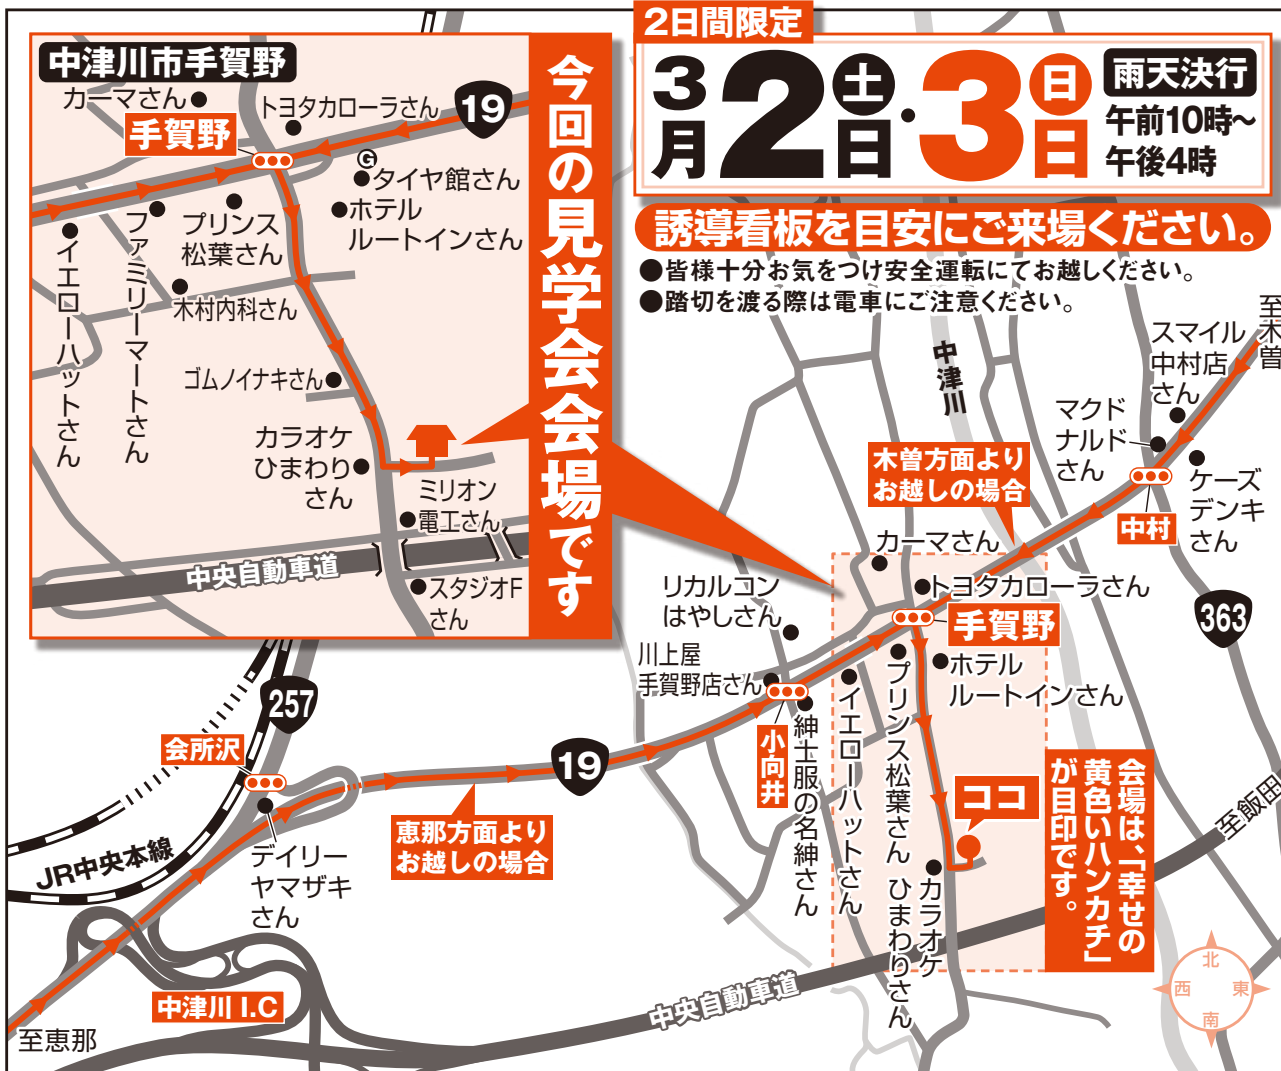 中津川市手賀野
カーマさん
手賀野
トヨタカローラさん
19
G
タイヤ館さん
ホテル
ルートインさん
プリンス
松葉さん
ファミリーマートさん
イエローハットさん
木村内科さん
ゴムノイナキさん
カラオケ
ひまわり
さん
ミリオン
電工さん
中央自動車道
スタジオF
さん
今回の見学会会場です
2日間限定
3月2日土・3日日
雨天決行
午前10時～
午後4時
誘導看板を目安にご来場ください。
●皆様十分お気をつけ安全運転にてお越しください。
●踏切を渡る際は電車にご注意ください。
至木曽
スマイル
中村店
さん
中津川
マクド
ナルド
さん
木曽方面より
お越しの場合
ケーズ
デンキ
さん
中村
カーマさん
トヨタカローラさん
リカルコン
はやしさん
手賀野
363
川上屋
手賀野店さん
ホテル
ルートインさん
257
プリンス松葉さん
イエローハットさん
紳士服の名紳さん
小向井
会所沢
19
ココ
会場は、「幸せの
黄色いハンカチ」
が目印です。
至飯田
恵那方面より
お越しの場合
JR中央本線
デイリー
ヤマザキ
さん
カラオケ
ひまわりさん
中津川 I.C
中央自動車道
至恵那
北
西
東
南